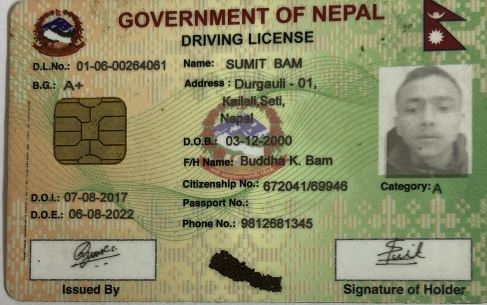 GOVERNMENT OF NEPAL
DRIVING LICENSE
D.L.No.: 01-06-00264061
B.G.: A+
Name: SUMIT BAM
Address : Durgauli - 01,
Kailali,Seti,
Nepal
D.O.B.: 03-12-2000
F/H Name: Buddha K. Bam
Citizenship No.: 672041/69946
Passport No.:
Phone No.: 9812681345
Category: A
D.O.I.: 07-08-2017
D.O.E.: 06-08-2022
Issued By
Signature of Holder